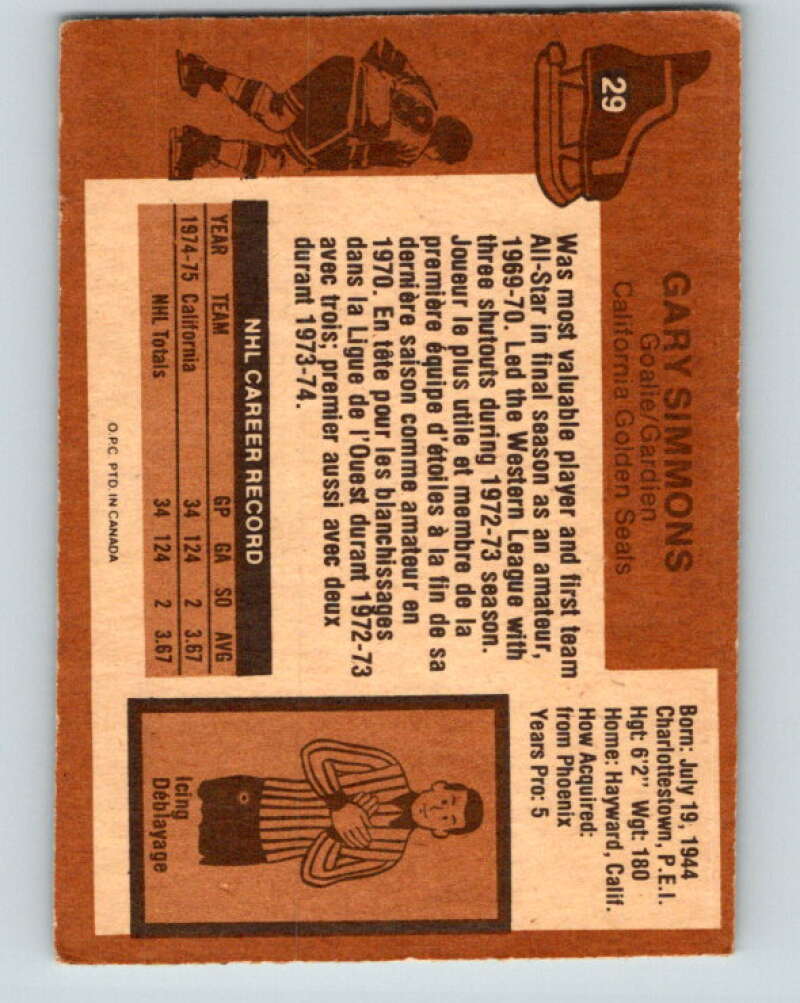 29
GARY SIMMONS
Goalie/Gardien
California Golden Seals
Born: July 19, 1944
Charlottestown, P.E.I.
Hgt: 6'2" Wgt: 180
Home: Hayward, Calif.
How Acquired:
from Phoenix
Years Pro: 5
Was most valuable player and first team
All-Star in final season as an amateur,
1969-70. Led the Western League with
three shutouts during 1972-73 season.
Joueur le plus utile et membre de la
première équipe d'étoiles à la fin de sa
dernière saison comme amateur en
1970. En tête pour les blanchissages
dans la Ligue de l'Ouest durant 1972-73
avec trois; premier aussi avec deux
durant 1973-74.
NHL CAREER RECORD
YEAR TEAM GP GA SO AVG
1974-75 California 34 124 2 3.67
NHL Totals 34 124 2 3.67
Icing
Déblayage
O.P.C. PTD. IN CANADA